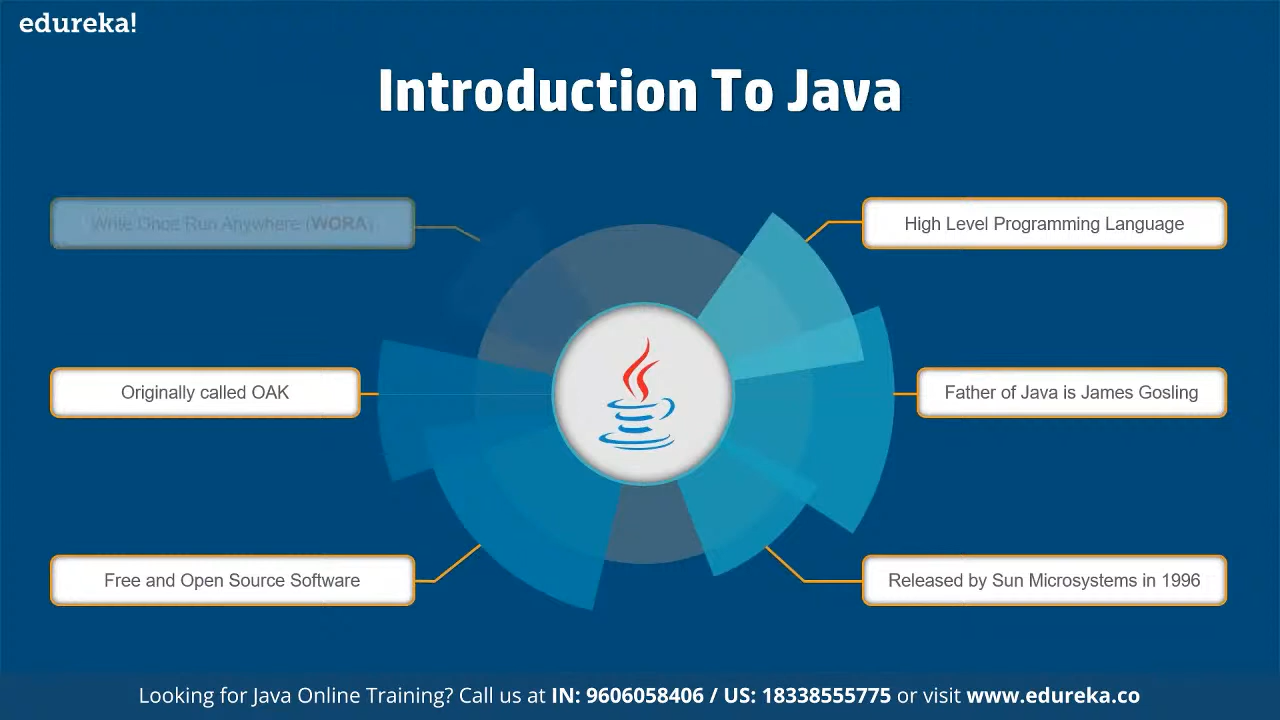 edureka!
Introduction To Java
Write Once Run Anywhere (WORA)
High Level Programming Language
Originally called OAK
Father of Java is James Gosling
Free and Open Source Software
Released by Sun Microsystems in 1996
Looking for Java Online Training? Call us at IN: 9606058406 / US: 18338555775 or visit www.edureka.co